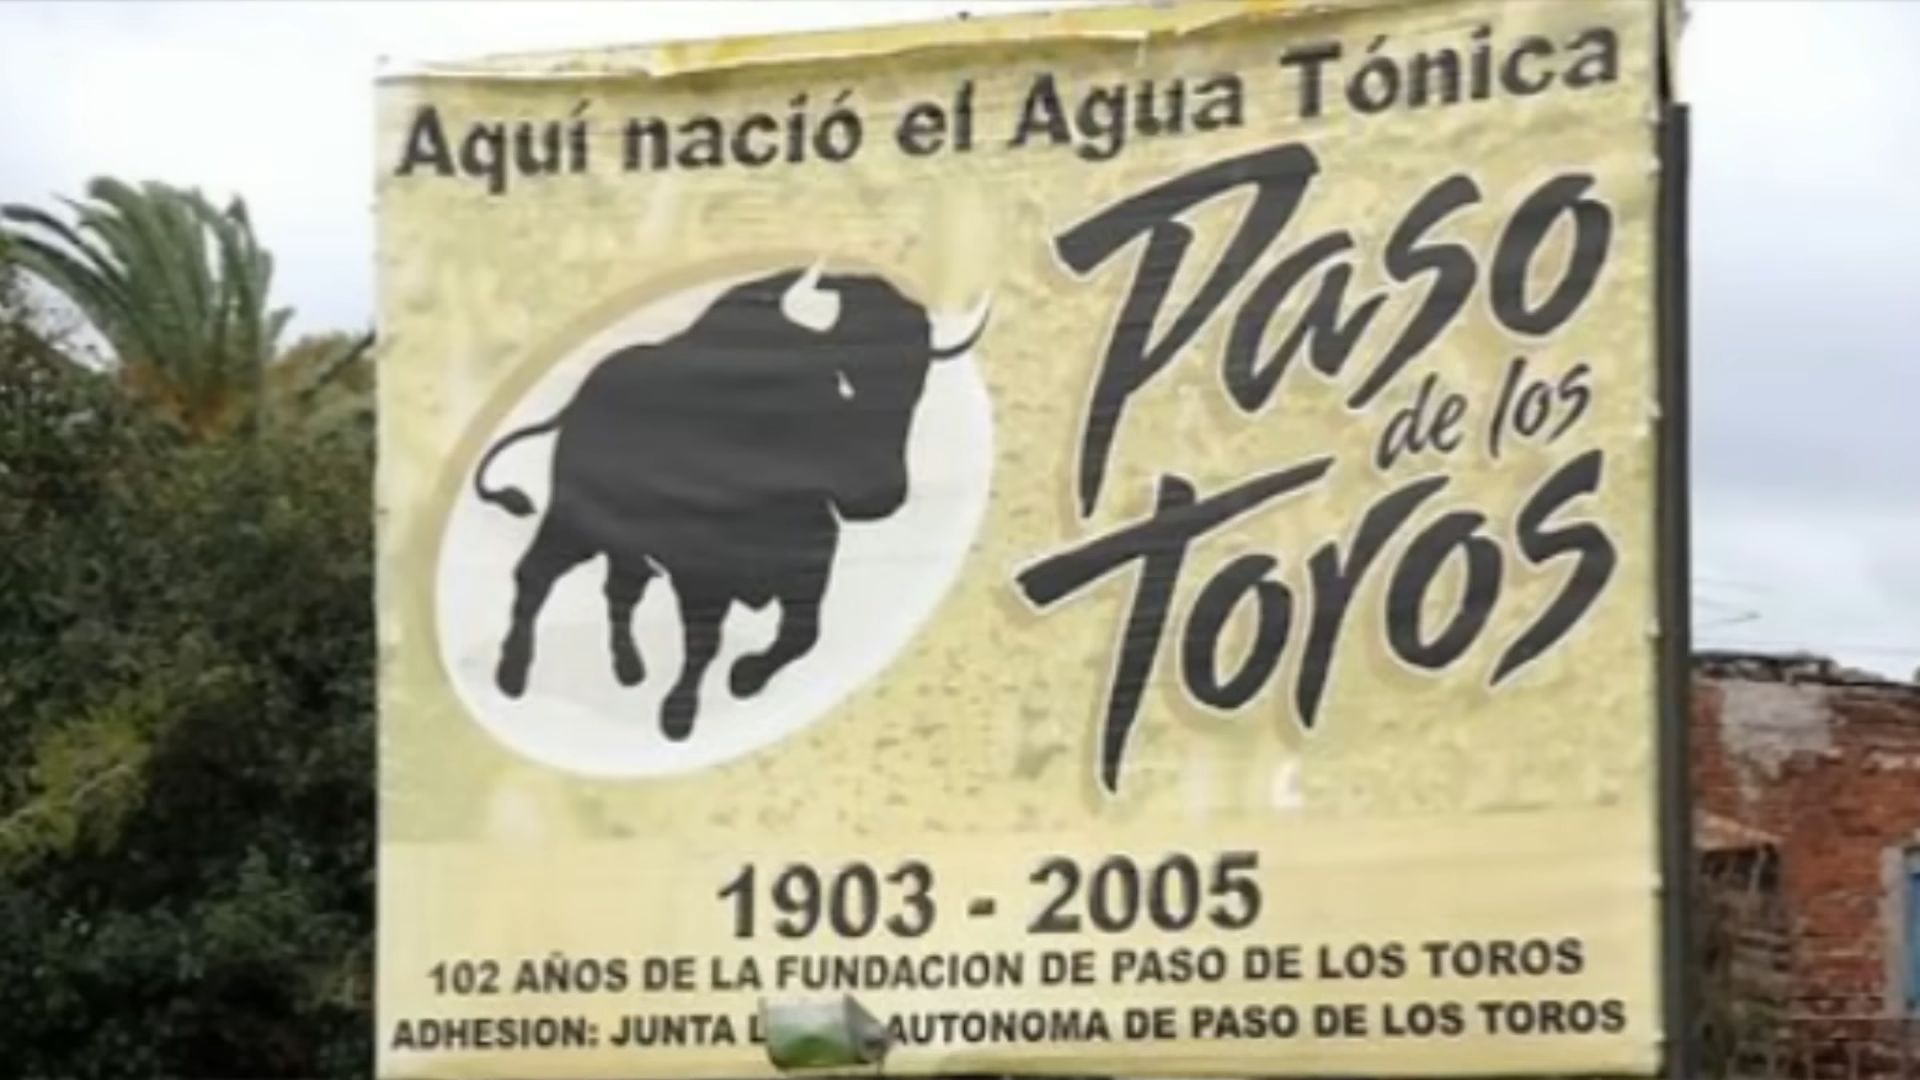 Aquí nació el Agua Tónica
Paso
de los
Toros
1903 - 2005
102 AÑOS DE LA FUNDACION DE PASO DE LOS TOROS
ADHESION: JUNTA L AUTONOMA DE PASO DE LOS TOROS